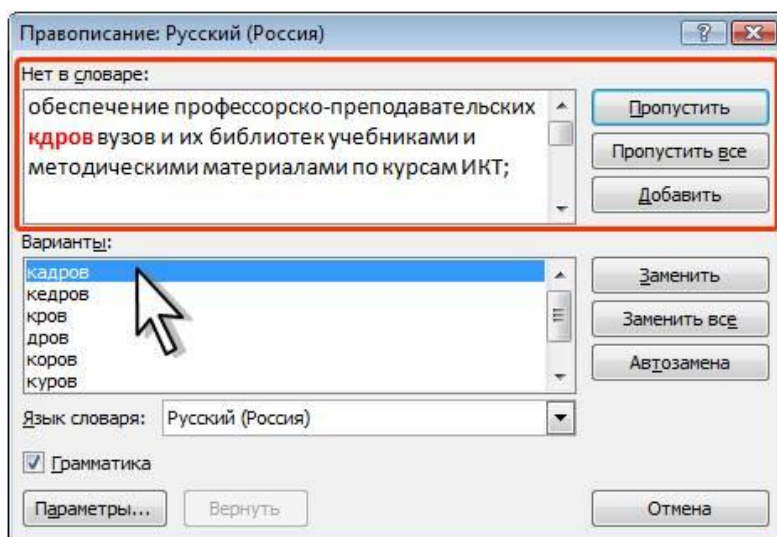 Правописание: Русский (Россия)
Нет в словаре:
обеспечение профессорско-преподавательских
кдров вузов и их библиотек учебниками и
методическими материалами по курсам ИКТ;
Пропустить
Пропустить все
Добавить
Варианты:
кадров
кедров
кров
дров
коров
куров
Заменить
Заменить все
Автозамена
Язык словаря: Русский (Россия)
Грамматика
Параметры... Вернуть Отмена